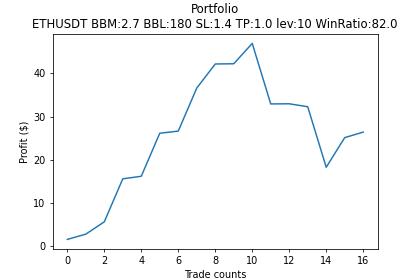 Portfolio
ETHUSDT BBM:2.7 BBL:180 SL:1.4 TP:1.0 lev:10 WinRatio:82.0
Profit ($)
40
30
20
10
0
0 2 4 6 8 10 12 14 16
Trade counts